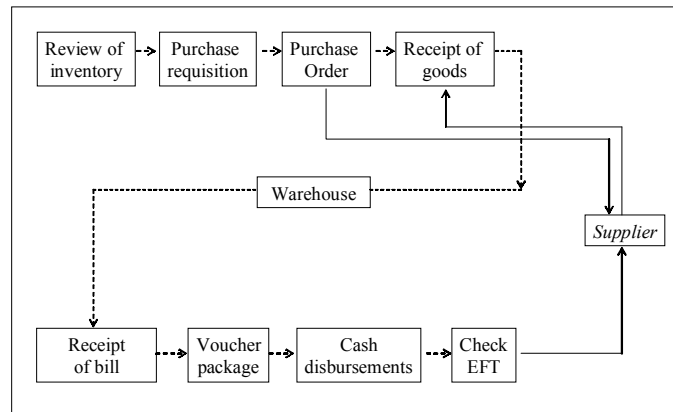 Review of
inventory
Purchase
requisition
Purchase
Order
Receipt of
goods
Warehouse
Supplier
Receipt
of bill
Voucher
package
Cash
disbursements
Check
EFT